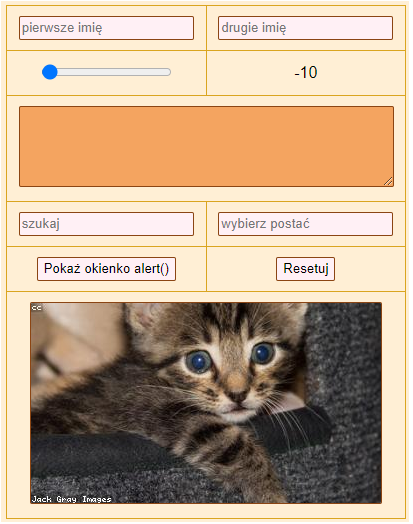 pierwsze imię
drugie imię
-10
szukaj
wybierz postać
Pokaż okienko alert()
Resetuj
cc
Jack Gray Images